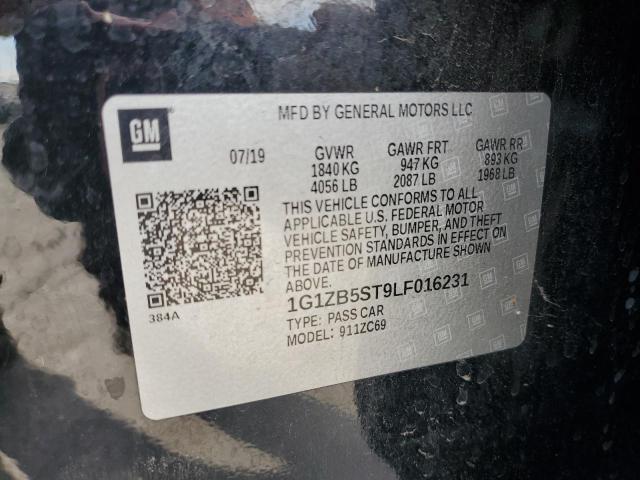 GM
MFD BY GENERAL MOTORS LLC
07/19
GVWR
1840 KG
4056 LB
GAWR FRT
947 KG
2087 LB
GAWR RR
893 KG
1968 LB
THIS VEHICLE CONFORMS TO ALL
APPLICABLE U.S. FEDERAL MOTOR
VEHICLE SAFETY, BUMPER, AND THEFT
PREVENTION STANDARDS IN EFFECT ON
THE DATE OF MANUFACTURE SHOWN
ABOVE.
1G1ZB5ST9LF016231
TYPE: PASS CAR
MODEL: 911ZC69
384A